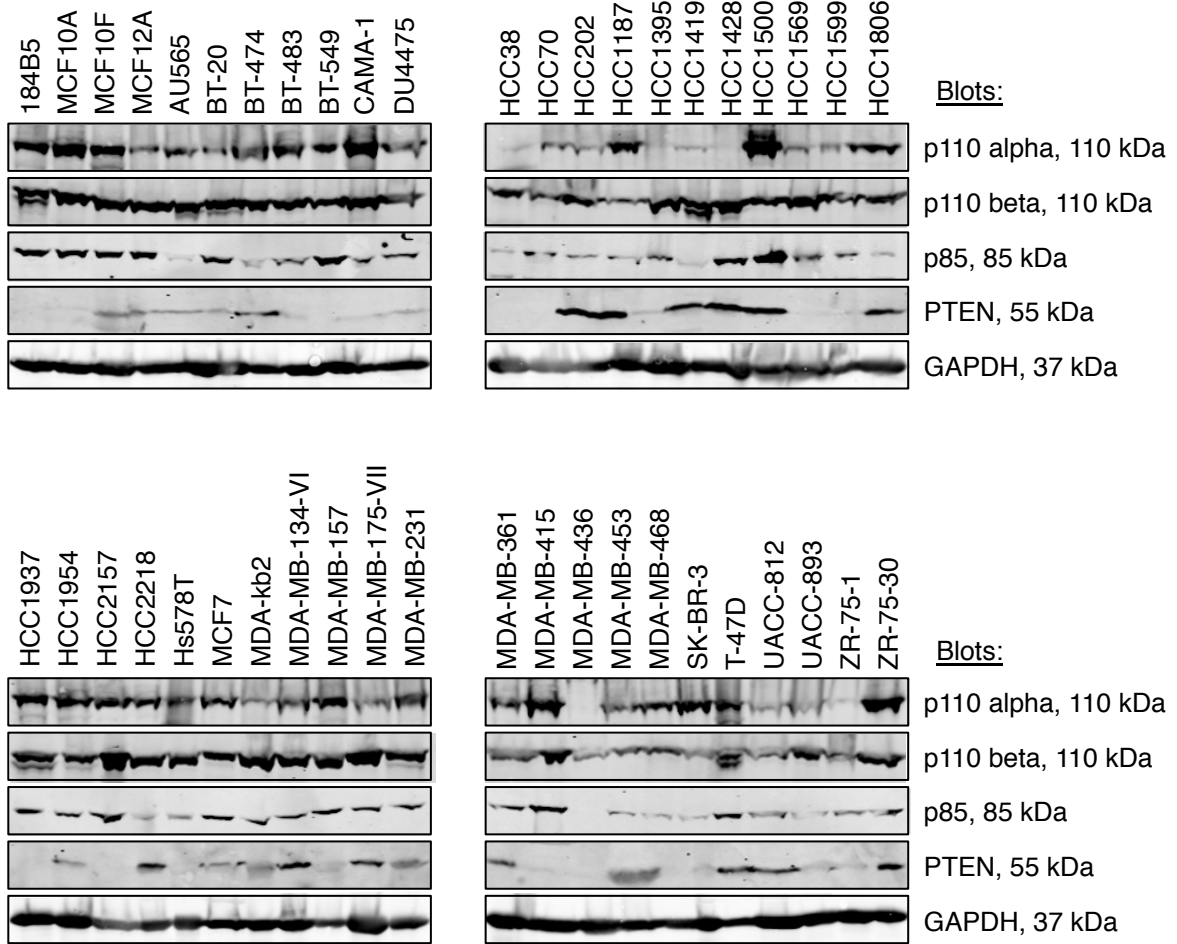 184B5
MCF10A
MCF10F
MCF12A
AU565
BT-20
BT-474
BT-483
BT-549
CAMA-1
DU4475
HCC38
HCC70
HCC202
HCC1187
HCC1395
HCC1419
HCC1428
HCC1500
HCC1569
HCC1599
HCC1806
Blots:
p110 alpha, 110 kDa
p110 beta, 110 kDa
p85, 85 kDa
PTEN, 55 kDa
GAPDH, 37 kDa
HCC1937
HCC1954
HCC2157
HCC2218
Hs578T
MCF7
MDA-kb2
MDA-MB-134-VI
MDA-MB-157
MDA-MB-175-VII
MDA-MB-231
MDA-MB-361
MDA-MB-415
MDA-MB-436
MDA-MB-453
MDA-MB-468
SK-BR-3
T-47D
UACC-812
UACC-893
ZR-75-1
ZR-75-30
Blots:
p110 alpha, 110 kDa
p110 beta, 110 kDa
p85, 85 kDa
PTEN, 55 kDa
GAPDH, 37 kDa